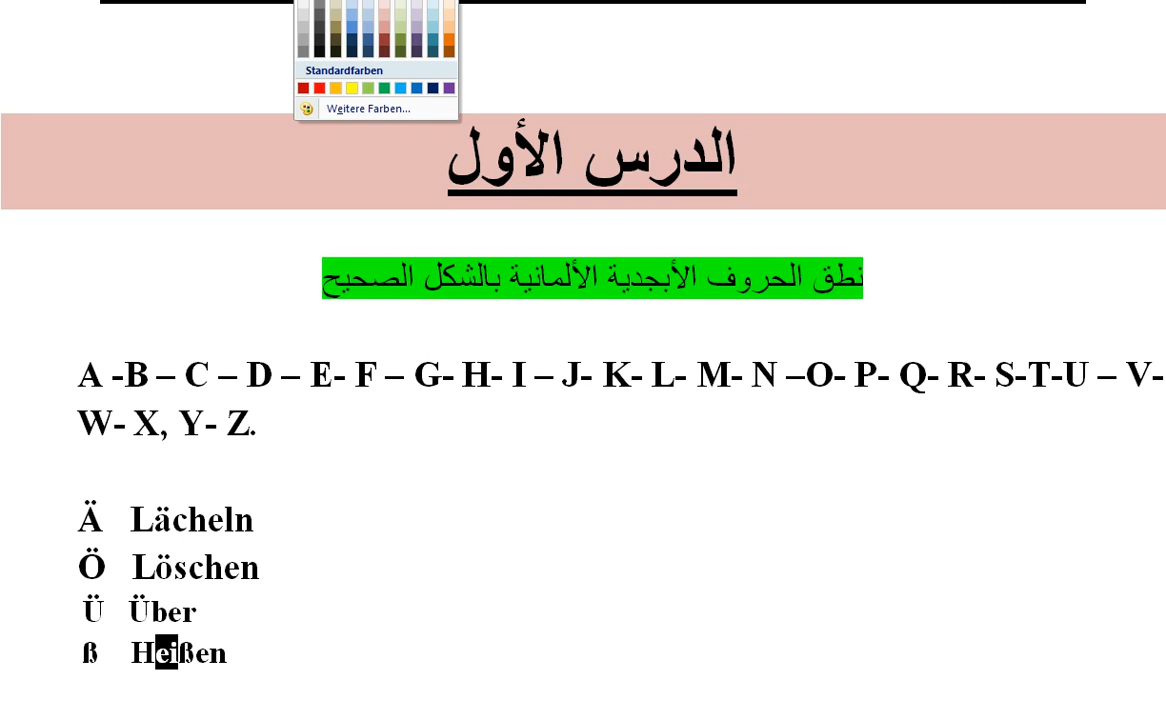 Standardfarben
Weitere Farben...
الدرس الأول
نطق الحروف الأبجدية الألمانية بالشكل الصحيح
A -B – C – D – E- F – G- H- I – J- K- L- M- N –O- P- Q- R- S-T-U – V-
W- X, Y- Z.
Ä Lächeln
Ö Löschen
Ü Über
ß Heißen